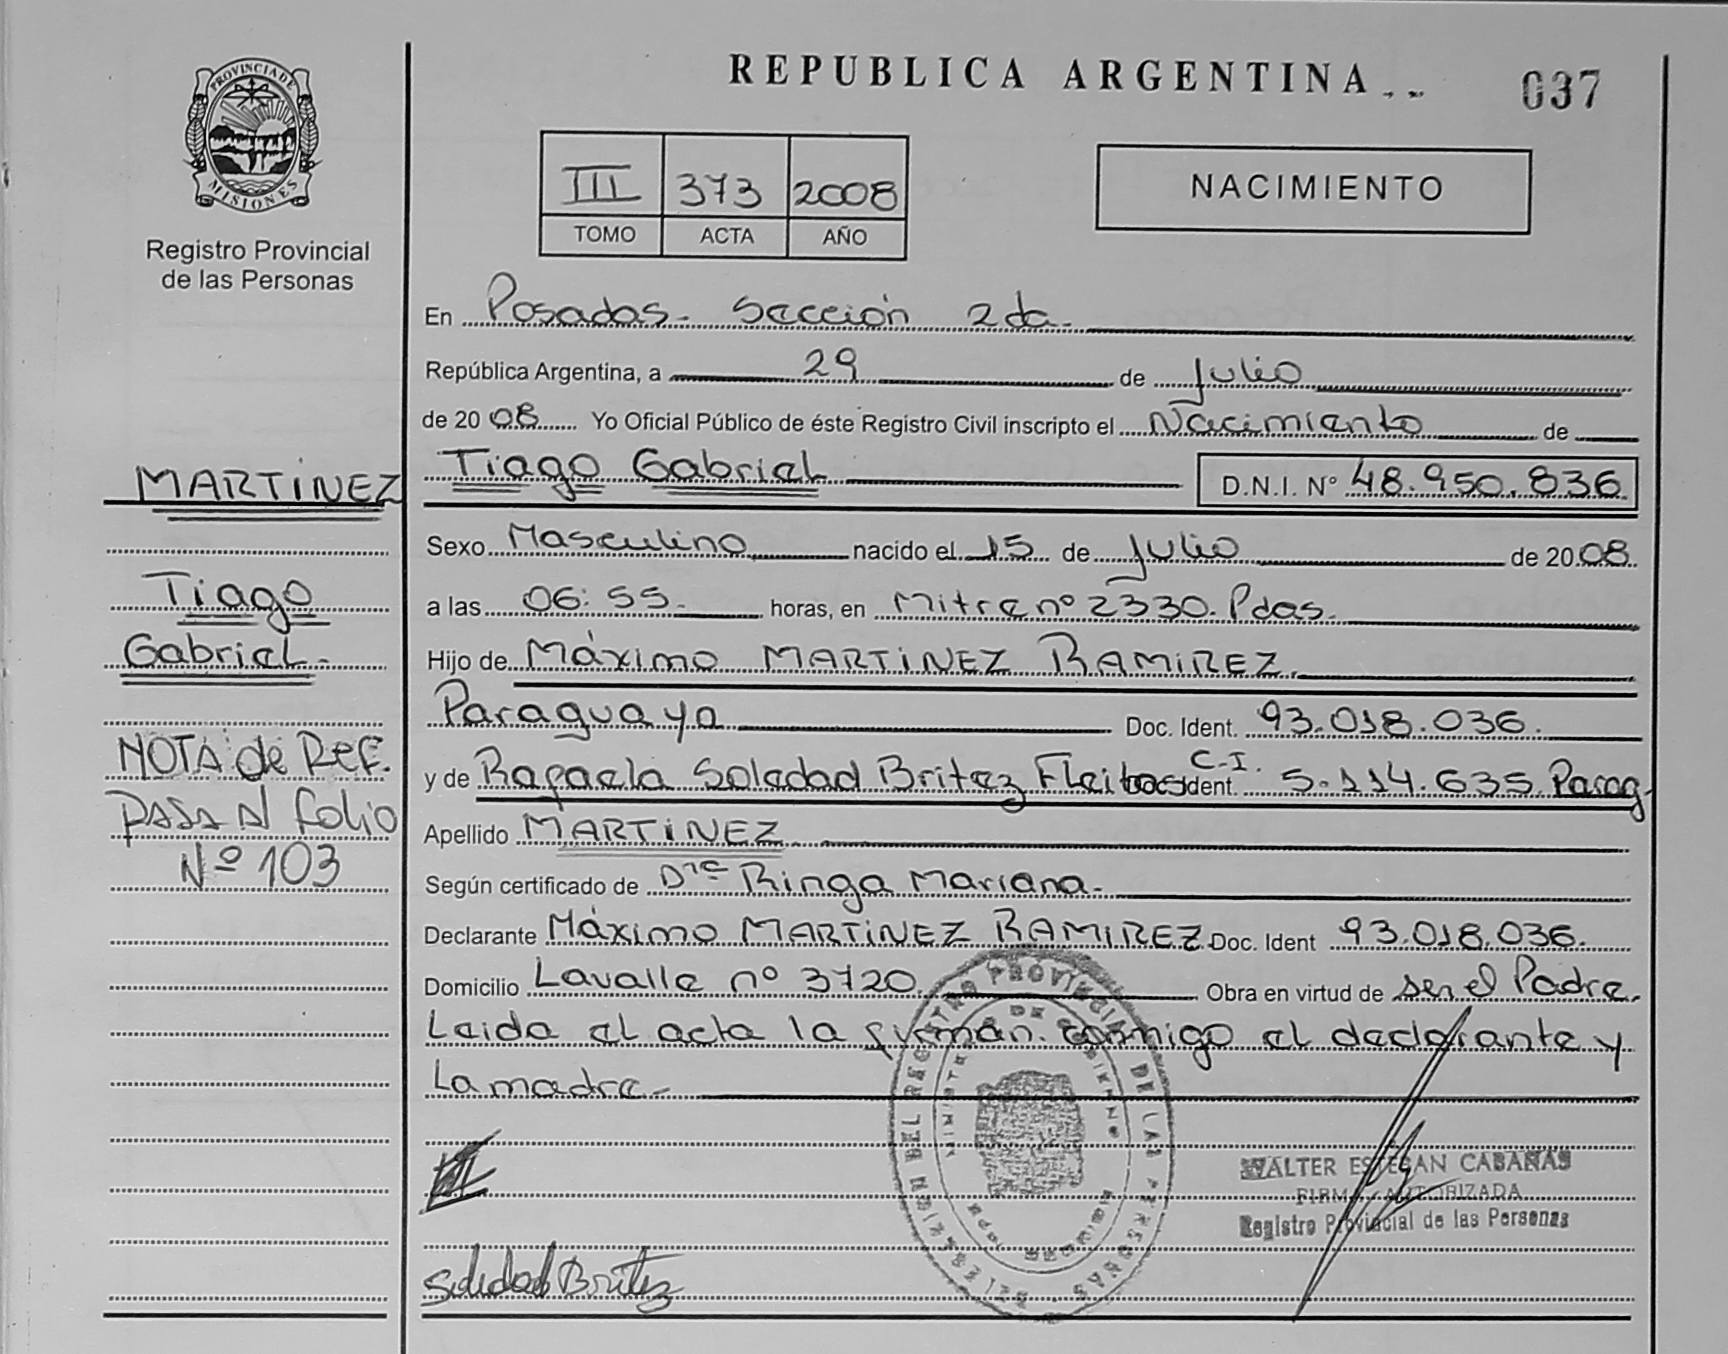 PROVINCIA DE
MISIONES
Registro Provincial
de las Personas
REPUBLICA ARGENTINA
037
III 373 2008
TOMO ACTA AÑO
NACIMIENTO
En Posadas- Sección 2da-
República Argentina, a 29 de Julio
de 2008 Yo Oficial Público de éste Registro Civil inscripto el Nacimiento de
Tiago Gabriel D.N.I. Nº 48.950.836
Sexo Masculino nacido el 15 de Julio de 2008
a las 06:55- horas, en Mitre nº 2330. Pdas.
Hijo de Máximo MARTINEZ RAMIREZ.
Paraguayo Doc. Ident. 93.018.036.
y de Rafaela Soledad Britez Fleitas Doc. Ident. C.I. 5.114.635 Parag
Apellido MARTINEZ
Según certificado de Ringa Mariana-
Declarante Máximo MARTINEZ RAMIREZ Doc. Ident 93.018.036.
Domicilio Lavalle nº 3720 Obra en virtud de ser el Padre.
Leida el acta la firman conmigo el declarante y
La madre-
MARTINEZ
Tiago
Gabriel-
NOTA de REF.
PASA Al folio
Nº 103
WALTER ESTEBAN CABAÑAS
FIRMA AUTORIZADA
Registro Provincial de las Personas
Soledad Britez